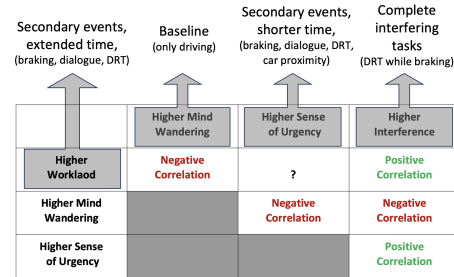 Secondary events,
extended time,
(braking, dialogue, DRT)
Baseline
(only driving)
Secondary events,
shorter time,
(braking, dialogue, DRT,
car proximity)
Complete
interfering
tasks
(DRT while braking)
Higher Mind
Wandering
Higher Sense
of Urgency
Higher
Interference
Higher
Worklaod
Negative
Correlation
?
Positive
Correlation
Higher Mind
Wandering
Negative
Correlation
Negative
Correlation
Higher Sense
of Urgency
Positive
Correlation